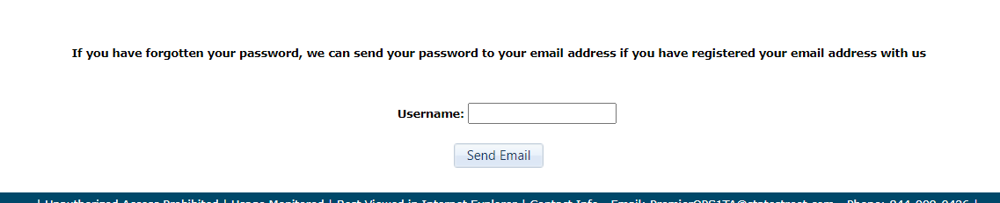 If you have forgotten your password, we can send your password to your email address if you have registered your email address with us
Username:
Send Email
| Unauthorized Access Prohibited | Usage Monitored | Best Viewed in Internet Explorer | Contact Info - Email: - Phone: |